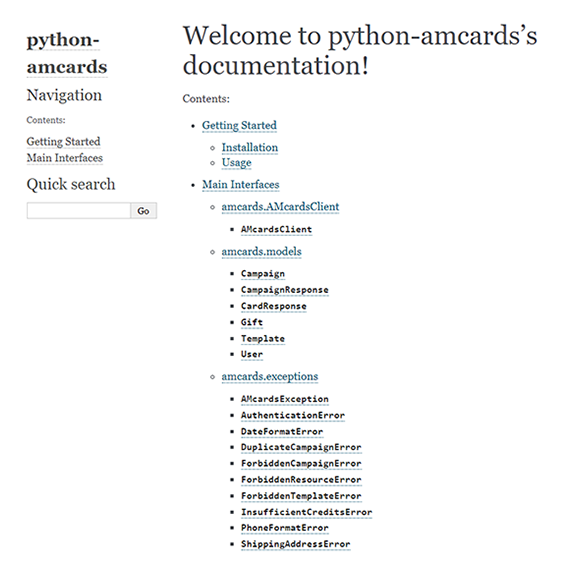 python-
amcards
Navigation
Contents:
Getting Started
Main Interfaces
Quick search
Go
Welcome to python-amcards's
documentation!
Contents:
Getting Started
Installation
Usage
Main Interfaces
amcards.AMcardsClient
AMcardsClient
amcards.models
Campaign
CampaignResponse
CardResponse
Gift
Template
User
amcards.exceptions
AMcardsException
AuthenticationError
DateFormatError
DuplicateCampaignError
ForbiddenCampaignError
ForbiddenResourceError
ForbiddenTemplateError
InsufficientCreditsError
PhoneFormatError
ShippingAddressError